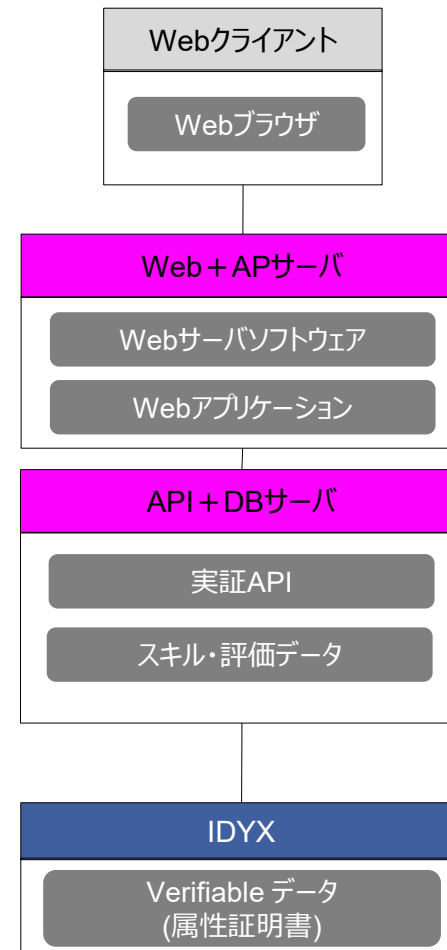 Webクライアント
Webブラウザ
Web＋APサーバ
Webサーバソフトウェア
Webアプリケーション
API＋DBサーバ
実証API
スキル・評価データ
IDYX
Verifiable データ
(属性証明書)